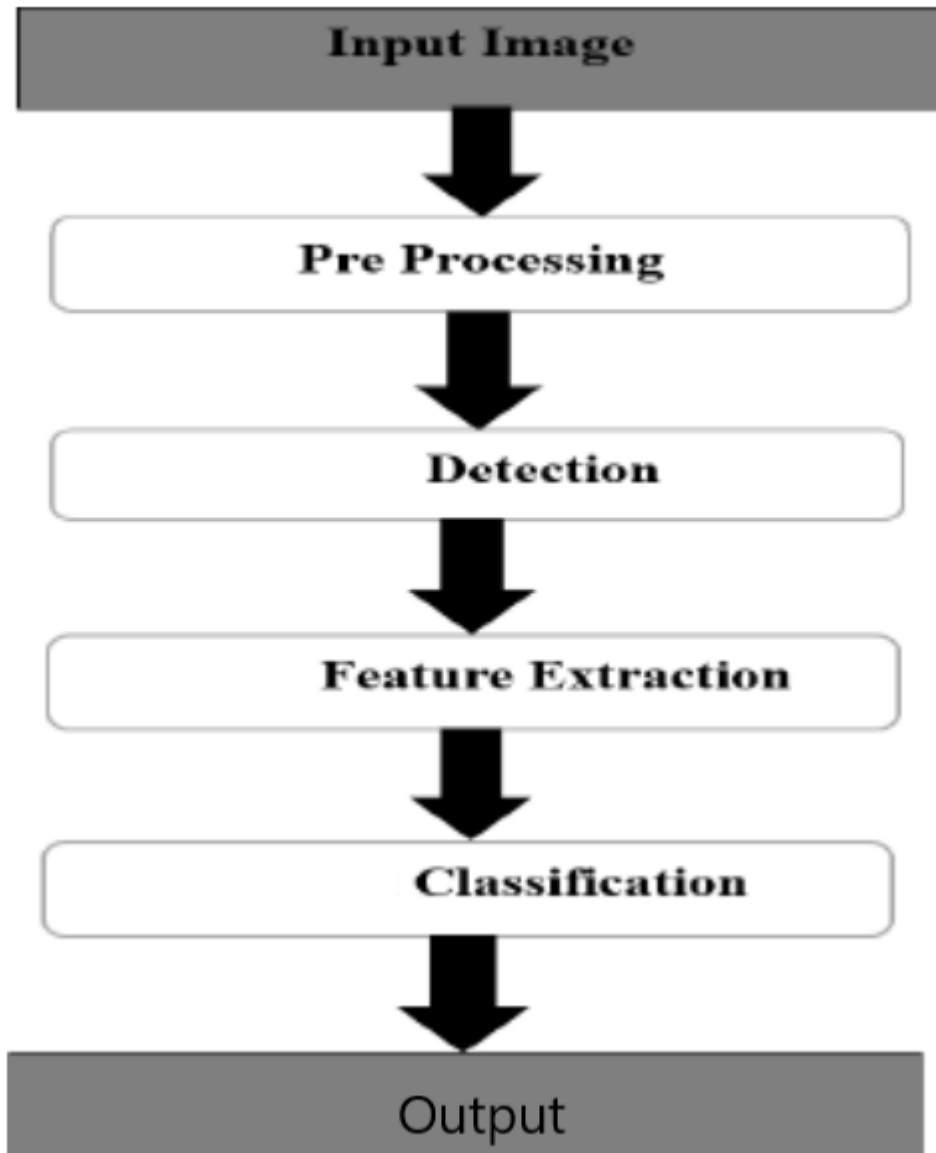 Input Image
Pre Processing
Detection
Feature Extraction
Classification
Output